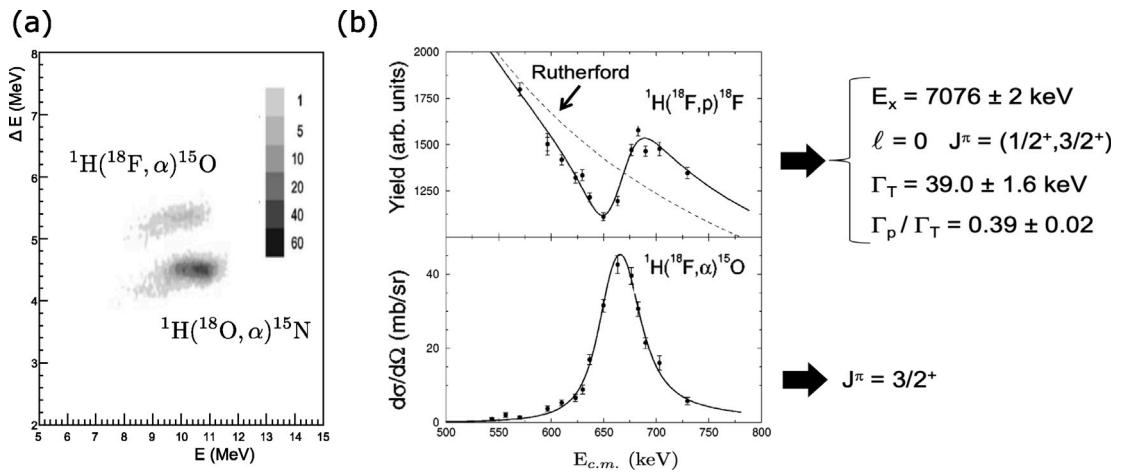 (a)
8
7
6
5
4
3
2
Δ E (MeV)
¹H(¹⁸F, α)¹⁵O
1
5
10
20
40
60
¹H(¹⁸O, α)¹⁵N
5 6 7 8 9 10 11 12 13 14 15
E (MeV)
(b)
2000
1750
1500
1250
Yield (arb. units)
Rutherford
¹H(¹⁸F,p)¹⁸F
40
20
0
dσ/dΩ (mb/sr)
¹H(¹⁸F,α)¹⁵O
500 550 600 650 700 750 800
E_c.m. (keV)
Eₓ = 7076 ± 2 keV
ℓ = 0 J^π = (1/2⁺,3/2⁺)
Γ_T = 39.0 ± 1.6 keV
Γ_p / Γ_T = 0.39 ± 0.02
J^π = 3/2⁺